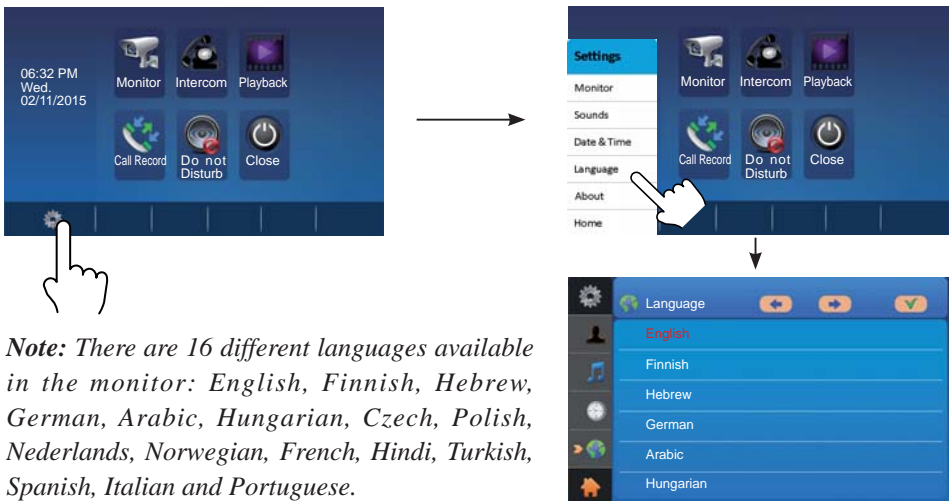 06:32 PM
Wed.
02/11/2015
Monitor Intercom Playback
Call Record Do not Close
Disturb
Settings
Monitor
Sounds
Date & Time
Language
About
Home
Monitor Intercom Playback
Call Record Do not Close
Disturb
Language
English
Finnish
Hebrew
German
Arabic
Hungarian
Note: There are 16 different languages available
in the monitor: English, Finnish, Hebrew,
German, Arabic, Hungarian, Czech, Polish,
Nederlands, Norwegian, French, Hindi, Turkish,
Spanish, Italian and Portuguese.